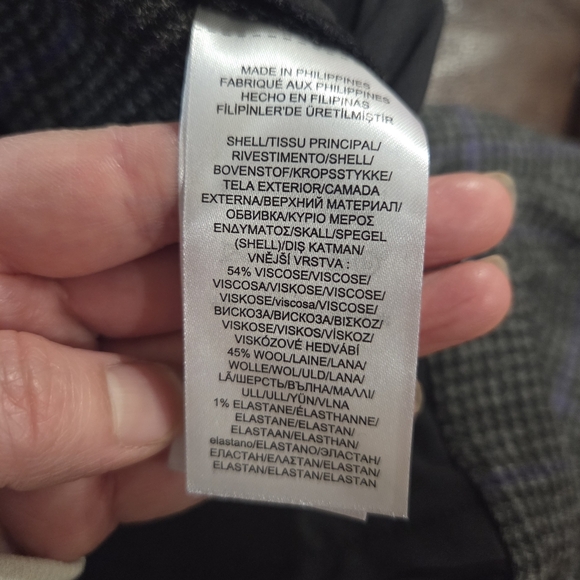 MADE IN PHILIPPINES
FABRIQUÉ AUX PHILIPPINES
HECHO EN FILIPINAS
FİLİPİNLER'DE ÜRETİLMİŞTİR
SHELL/TISSU PRINCIPAL/
RIVESTIMENTO/SHELL/
BOVENSTOF/KROPSSTYKKE/
TELA EXTERIOR/CAMADA
EXTERNA/ВЕРХНИЙ МАТЕРИАЛ/
ОБВИВКА/ΚΥΡΙΟ ΜΕΡΟΣ
ΕΝΔΥΜΑΤΟΣ/SKALL/SPEGEL
(SHELL)/DIŞ KATMAN/
VNĚJŠÍ VRSTVA :
54% VISCOSE/VISCOSE/
VISCOSA/VISKOSE/VISCOSE/
VISKOSE/viscosa/VISCOSE/
ВИСКОЗА/ВИСКОЗА/ΒΙΣΚΟΖ/
VISKOSE/VISKOS/VİSKOZ/
VISKÓZOVÉ HEDVÁBÍ
45% WOOL/LAINE/LANA/
WOLLE/WOL/ULD/LANA/
LÃ/ШЕРСТЬ/ВЪЛНА/ΜΑΛΛΙ/
ULL/ULL/YÜN/VLNA
1% ELASTANE/ÉLASTHANNE/
ELASTANE/ELASTAN/
ELASTAAN/ELASTHAN/
elastano/ELASTANO/ЭЛАСТАН/
ЕЛАСТАН/ΕΛΑΣΤΑΝ/ELASTAN/
ELASTAN/ELASTAN/ELASTAN